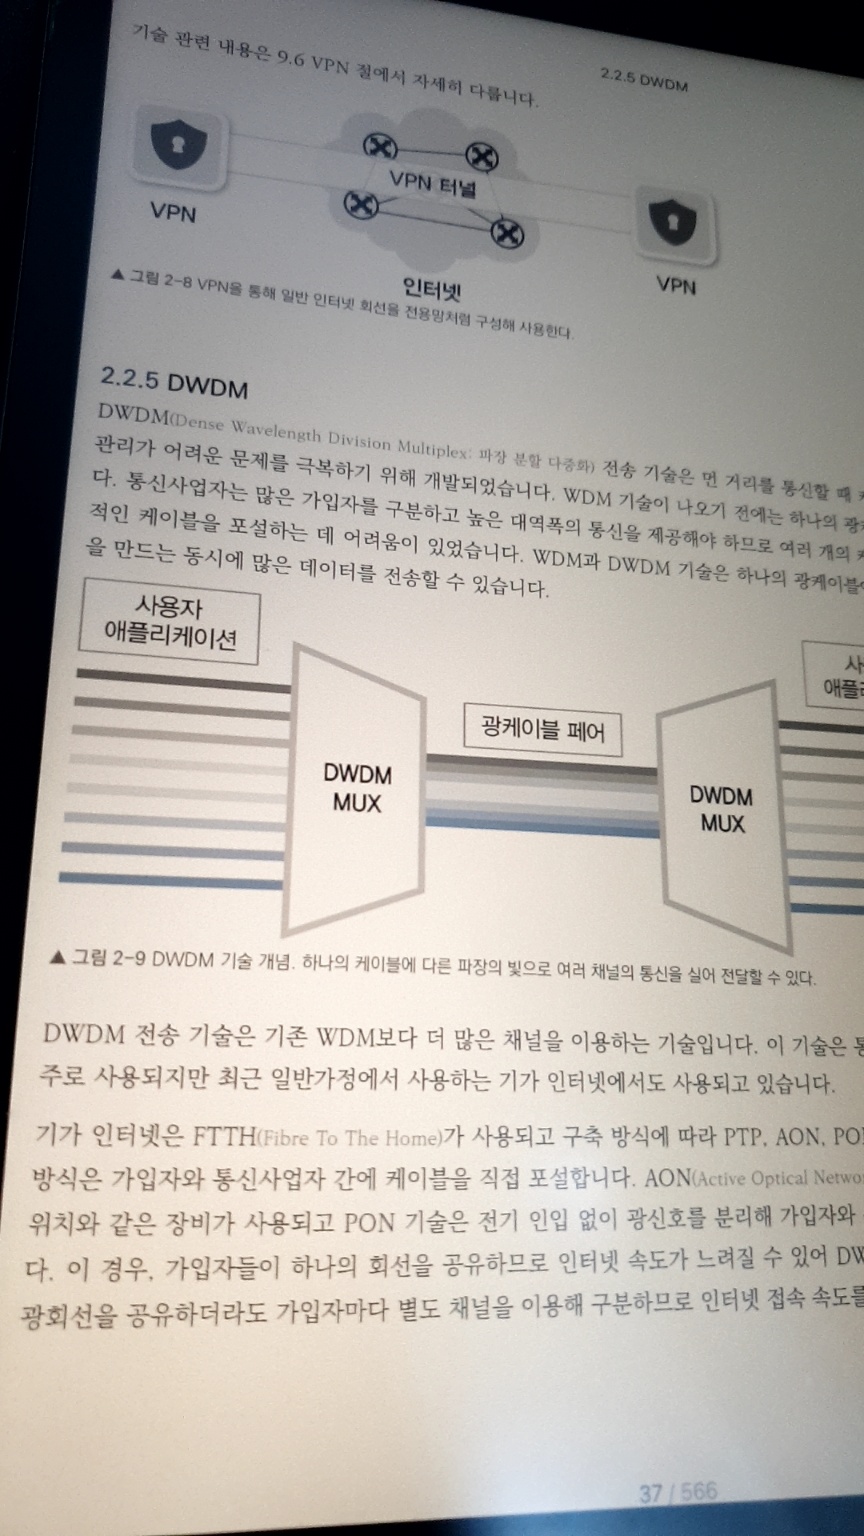 기술 관련 내용은 9.6 VPN 절에서 자세히 다룹니다.
2.2.5 DWDM
VPN 터널
VPN
인터넷
VPN
▲ 그림 2-8 VPN을 통해 일반 인터넷 회선을 전용망처럼 구성해 사용한다.
2.2.5 DWDM
DWDM(Dense Wavelength Division Multiplex: 파장 분할 다중화) 전송 기술은 먼 거리를 통신할 때
관리가 어려운 문제를 극복하기 위해 개발되었습니다. WDM 기술이 나오기 전에는 하나의
다. 통신사업자는 많은 가입자를 구분하고 높은 대역폭의 통신을 제공해야 하므로 여러 개의
적인 케이블을 포설하는 데 어려움이 있었습니다. WDM과 DWDM 기술은 하나의 광케이블
을 만드는 동시에 많은 데이터를 전송할 수 있습니다.
사용자
애플리케이션
광케이블 페어
DWDM
MUX
DWDM
MUX
▲ 그림 2-9 DWDM 기술 개념. 하나의 케이블에 다른 파장의 빛으로 여러 채널의 통신을 실어 전달할 수 있다.
DWDM 전송 기술은 기존 WDM보다 더 많은 채널을 이용하는 기술입니다. 이 기술은
주로 사용되지만 최근 일반가정에서 사용하는 기가 인터넷에서도 사용되고 있습니다.
기가 인터넷은 FTTH(Fibre To The Home)가 사용되고 구축 방식에 따라 PTP, AON,
방식은 가입자와 통신사업자 간에 케이블을 직접 포설합니다. AON(Active Optical
위치와 같은 장비가 사용되고 PON 기술은 전기 인입 없이 광신호를 분리해 가입자와
다. 이 경우, 가입자들이 하나의 회선을 공유하므로 인터넷 속도가 느려질 수 있어
광회선을 공유하더라도 가입자마다 별도 채널을 이용해 구분하므로 인터넷 접속 속도를
37 / 566